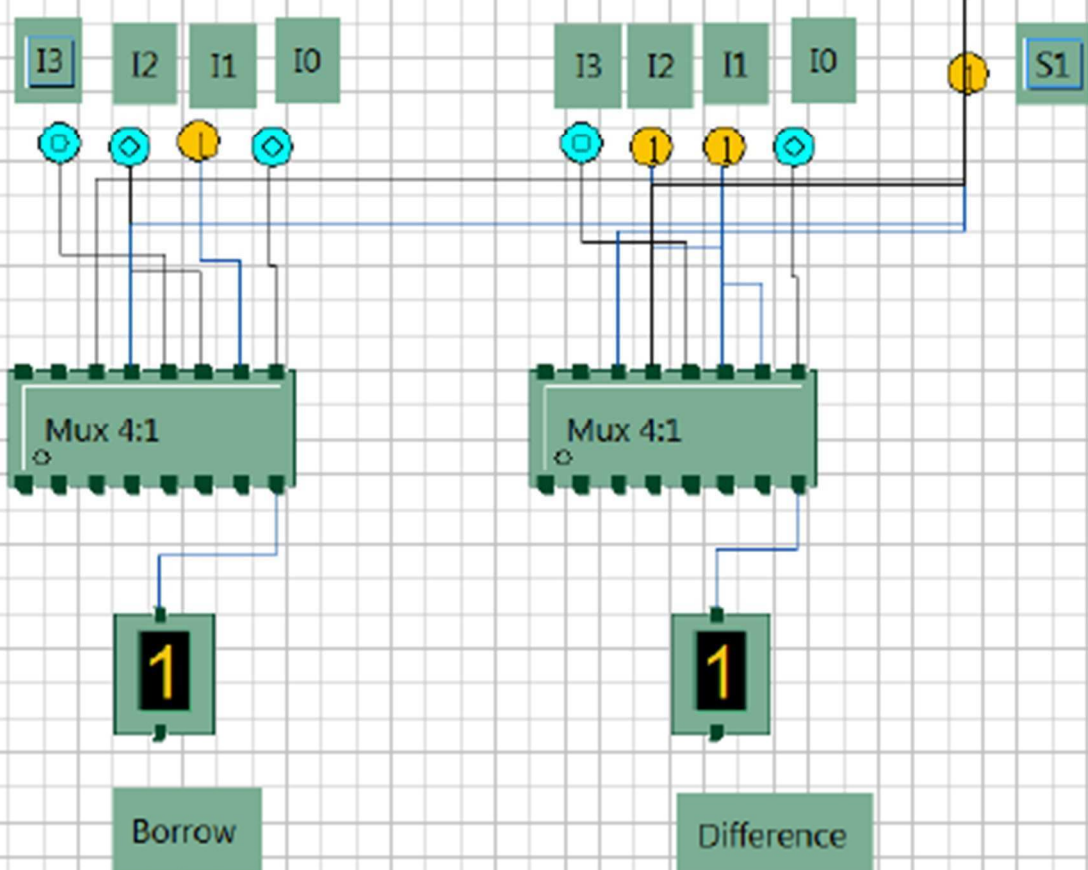 I3 I2 I1 I0 I3 I2 I1 I0 1 S1
1 1 1
Mux 4:1 Mux 4:1
1 1
Borrow Difference